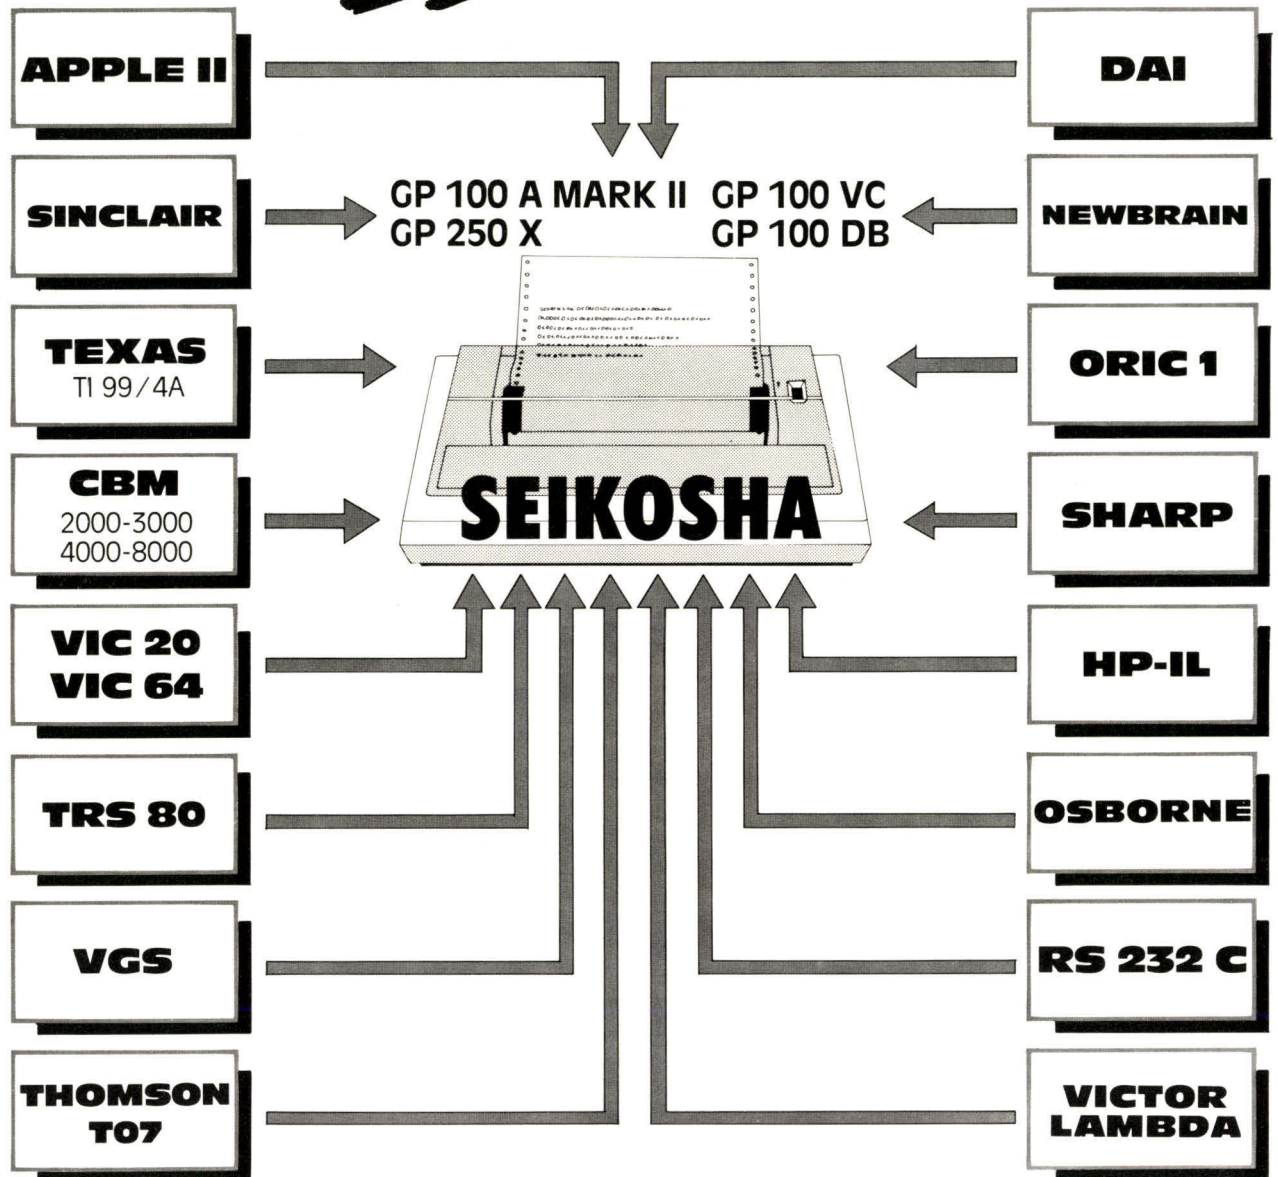 APPLE II
DAI
SINCLAIR
GP 100 A MARK II GP 100 VC
GP 250 X GP 100 DB
NEWBRAIN
TEXAS
TI 99/4A
ORIC 1
CBM
2000-3000
4000-8000
SEIKOSHA
SHARP
VIC 20
VIC 64
HP-IL
TRS 80
OSBORNE
VGS
RS 232 C
THOMSON
T07
VICTOR
LAMBDA